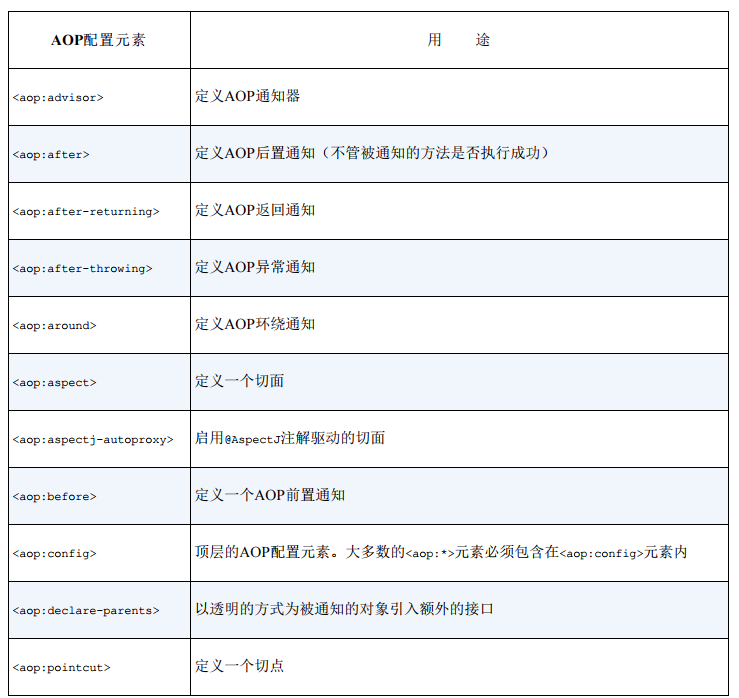 AOP配置元素 用 途
<aop:advisor> 定义AOP通知器
<aop:after> 定义AOP后置通知（不管被通知的方法是否执行成功）
<aop:after-returning> 定义AOP返回通知
<aop:after-throwing> 定义AOP异常通知
<aop:around> 定义AOP环绕通知
<aop:aspect> 定义一个切面
<aop:aspectj-autoproxy> 启用@AspectJ注解驱动的切面
<aop:before> 定义一个AOP前置通知
<aop:config> 顶层的AOP配置元素。大多数的<aop:*>元素必须包含在<aop:config>元素内
<aop:declare-parents> 以透明的方式为被通知的对象引入额外的接口
<aop:pointcut> 定义一个切点